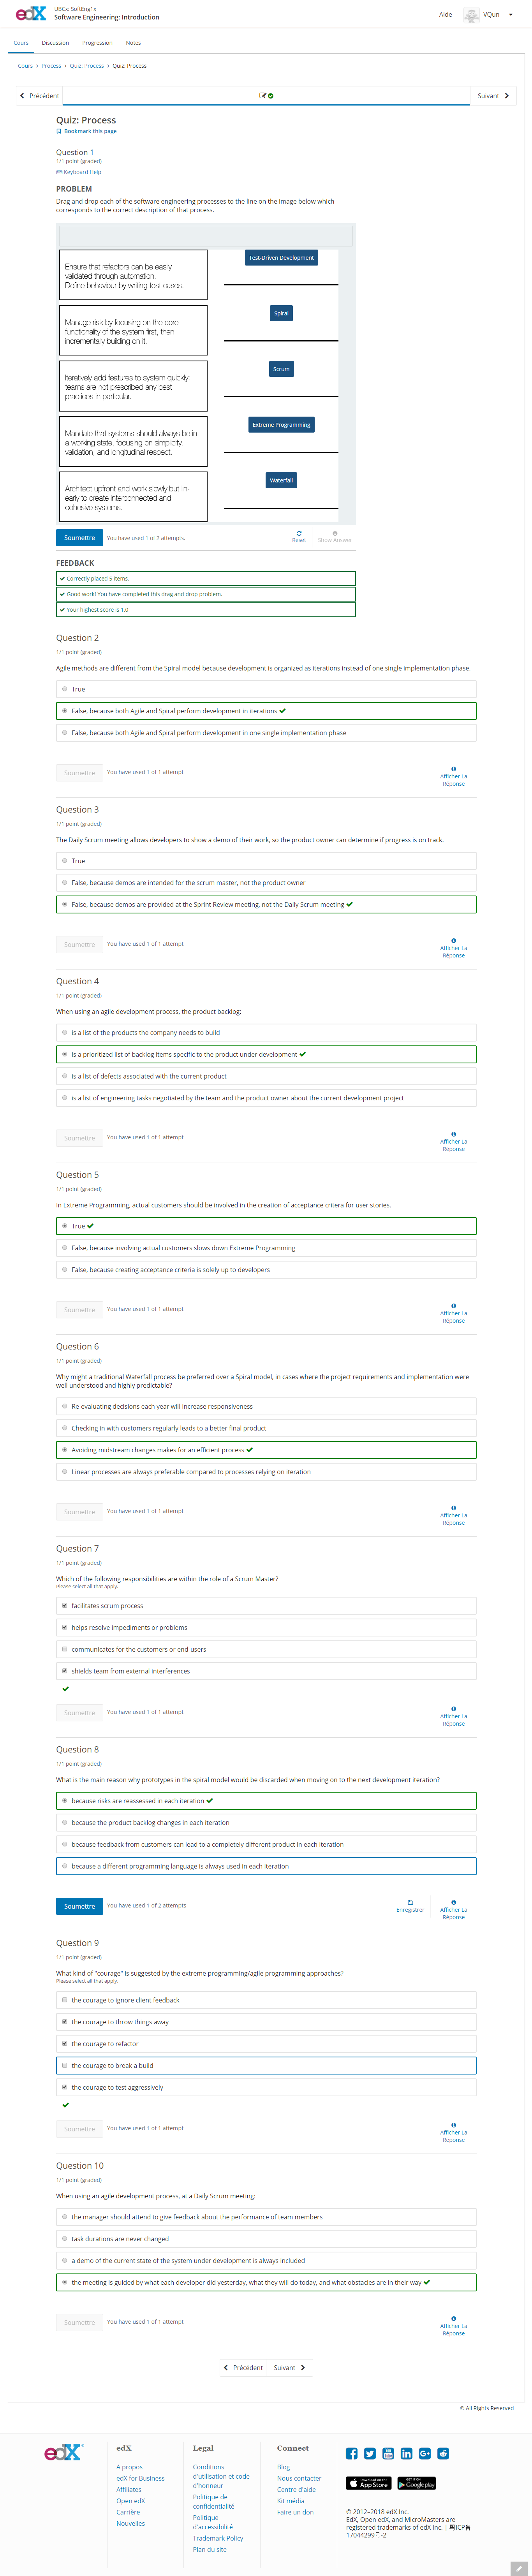 edX
UBCx: SoftEng1x
Software Engineering: Introduction
Aide
VQun
Cours
Discussion
Progression
Notes
Cours > Process > Quiz: Process > Quiz: Process
Précédent
Suivant
Quiz: Process
Bookmark this page
Question 1
1/1 point (graded)
Keyboard Help
PROBLEM
Drag and drop each of the software engineering processes to the line on the image below which
corresponds to the correct description of that process.
Ensure that refactors can be easily
validated through automation.
Define behaviour by writing test cases.
Test-Driven Development
Manage risk by focusing on the core
functionality of the system first, then
incrementally building on it.
Spiral
Iteratively add features to system quickly;
teams are not prescribed any best
practices in particular.
Scrum
Mandate that systems should always be in
a working state, focusing on simplicity,
validation, and longitudinal respect.
Extreme Programming
Architect upfront and work slowly but lin-
early to create interconnected and
cohesive systems.
Waterfall
Soumettre
You have used 1 of 2 attempts.
Reset
Show Answer
FEEDBACK
Correctly placed 5 items.
Good work! You have completed this drag and drop problem.
Your highest score is 1.0
Question 2
1/1 point (graded)
Agile methods are different from the Spiral model because development is organized as iterations instead of one single implementation phase.
True
False, because both Agile and Spiral perform development in iterations
False, because both Agile and Spiral perform development in one single implementation phase
Soumettre
You have used 1 of 1 attempt
Afficher La
Réponse
Question 3
1/1 point (graded)
The Daily Scrum meeting allows developers to show a demo of their work, so the product owner can determine if progress is on track.
True
False, because demos are intended for the scrum master, not the product owner
False, because demos are provided at the Sprint Review meeting, not the Daily Scrum meeting
Soumettre
You have used 1 of 1 attempt
Afficher La
Réponse
Question 4
1/1 point (graded)
When using an agile development process, the product backlog:
is a list of the products the company needs to build
is a prioritized list of backlog items specific to the product under development
is a list of defects associated with the current product
is a list of engineering tasks negotiated by the team and the product owner about the current development project
Soumettre
You have used 1 of 1 attempt
Afficher La
Réponse
Question 5
1/1 point (graded)
In Extreme Programming, actual customers should be involved in the creation of acceptance criteria for user stories.
True
False, because involving actual customers slows down Extreme Programming
False, because creating acceptance criteria is solely up to developers
Soumettre
You have used 1 of 1 attempt
Afficher La
Réponse
Question 6
1/1 point (graded)
Why might a traditional Waterfall process be preferred over a Spiral model, in cases where the project requirements and implementation were
well understood and highly predictable?
Re-evaluating decisions each year will increase responsiveness
Checking in with customers regularly leads to a better final product
Avoiding midstream changes makes for an efficient process
Linear processes are always preferable compared to processes relying on iteration
Soumettre
You have used 1 of 1 attempt
Afficher La
Réponse
Question 7
1/1 point (graded)
Which of the following responsibilities are within the role of a Scrum Master?
Please select all that apply.
facilitates scrum process
helps resolve impediments or problems
communicates for the customers or end-users
shields team from external interferences
Soumettre
You have used 1 of 1 attempt
Afficher La
Réponse
Question 8
1/1 point (graded)
What is the main reason why prototypes in the spiral model would be discarded when moving on to the next development iteration?
because risks are reassessed in each iteration
because the product backlog changes in each iteration
because feedback from customers can lead to a completely different product in each iteration
because a different programming language is always used in each iteration
Soumettre
You have used 1 of 2 attempts
Enregistrer
Afficher La
Réponse
Question 9
1/1 point (graded)
What kind of "courage" is suggested by the extreme programming/agile programming approaches?
Please select all that apply.
the courage to ignore client feedback
the courage to throw things away
the courage to refactor
the courage to break a build
the courage to test aggressively
Soumettre
You have used 1 of 1 attempt
Afficher La
Réponse
Question 10
1/1 point (graded)
When using an agile development process, at a Daily Scrum meeting:
the manager should attend to give feedback about the performance of team members
task durations are never changed
a demo of the current state of the system under development is always included
the meeting is guided by what each developer did yesterday, what they will do today, and what obstacles are in their way
Soumettre
You have used 1 of 1 attempt
Afficher La
Réponse
Précédent
Suivant
© All Rights Reserved
edX
edX
A propos
edX for Business
Affiliates
Open edX
Carrière
Nouvelles
Legal
Conditions
d'utilisation et code
d'honneur
Politique de
confidentialité
Politique
d'accessibilité
Trademark Policy
Plan du site
Connect
Blog
Nous contacter
Centre d'aide
Kit média
Faire un don
Download on the
App Store
GET IT ON
Google play
© 2012–2018 edX Inc.
EdX, Open edX, and MicroMasters are
registered trademarks of edX Inc. | 粤ICP备
17044299号-2